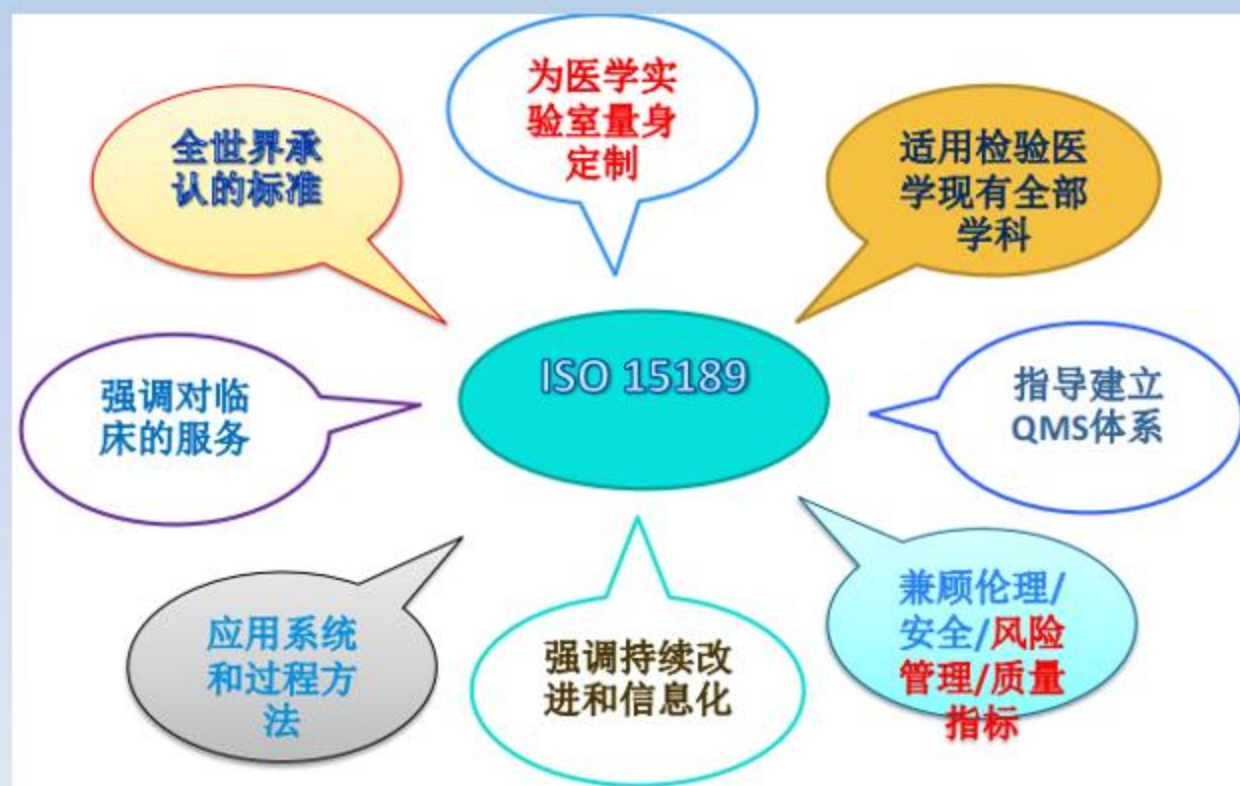 为医学实
验室量身
定制
全世界承
认的标准
适用检验医
学现有全部
学科
ISO 15189
强调对临
床的服务
指导建立
QMS体系
应用系统
和过程方
法
强调持续改
进和信息化
兼顾伦理/
安全/风险
管理/质量
指标